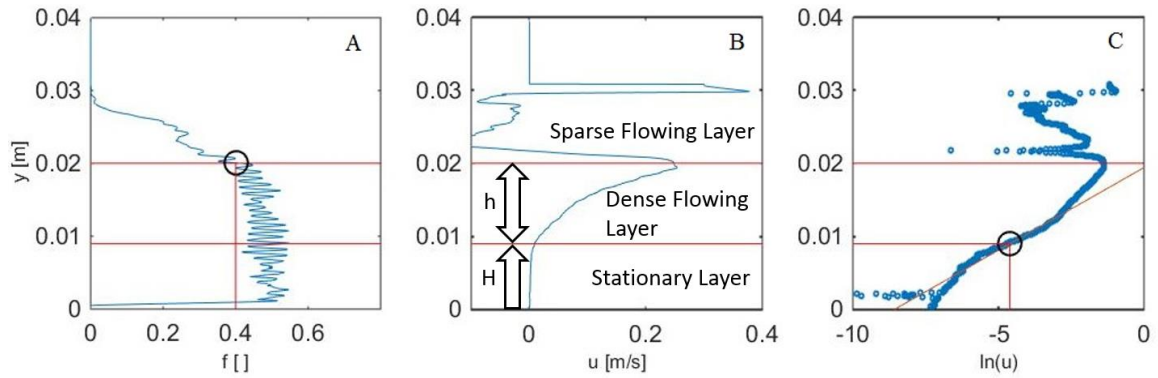 A
0.04
0.03
0.02
0.01
0
y [m]
0
0.2
0.4
0.6
f [ ]
B
0.04
0.03
0.02
0.01
0
Sparse Flowing Layer
h
Dense Flowing
Layer
H
Stationary Layer
0
0.2
0.4
u [m/s]
C
0.04
0.03
0.02
0.01
0
-10
-5
0
ln(u)